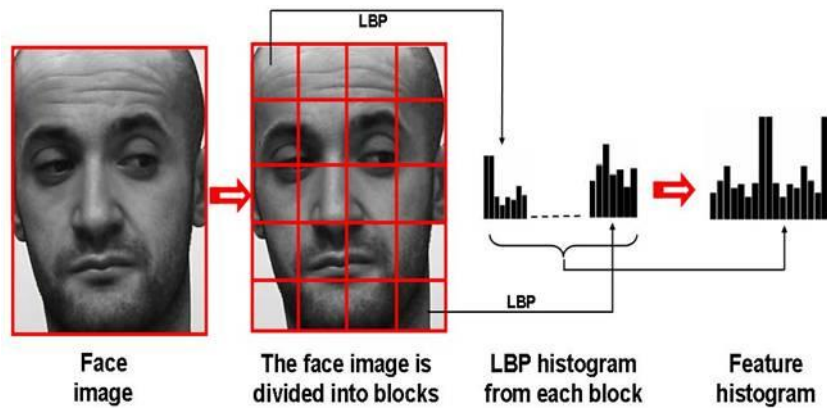 LBP
LBP
Face
image
The face image is
divided into blocks
LBP histogram
from each block
Feature
histogram